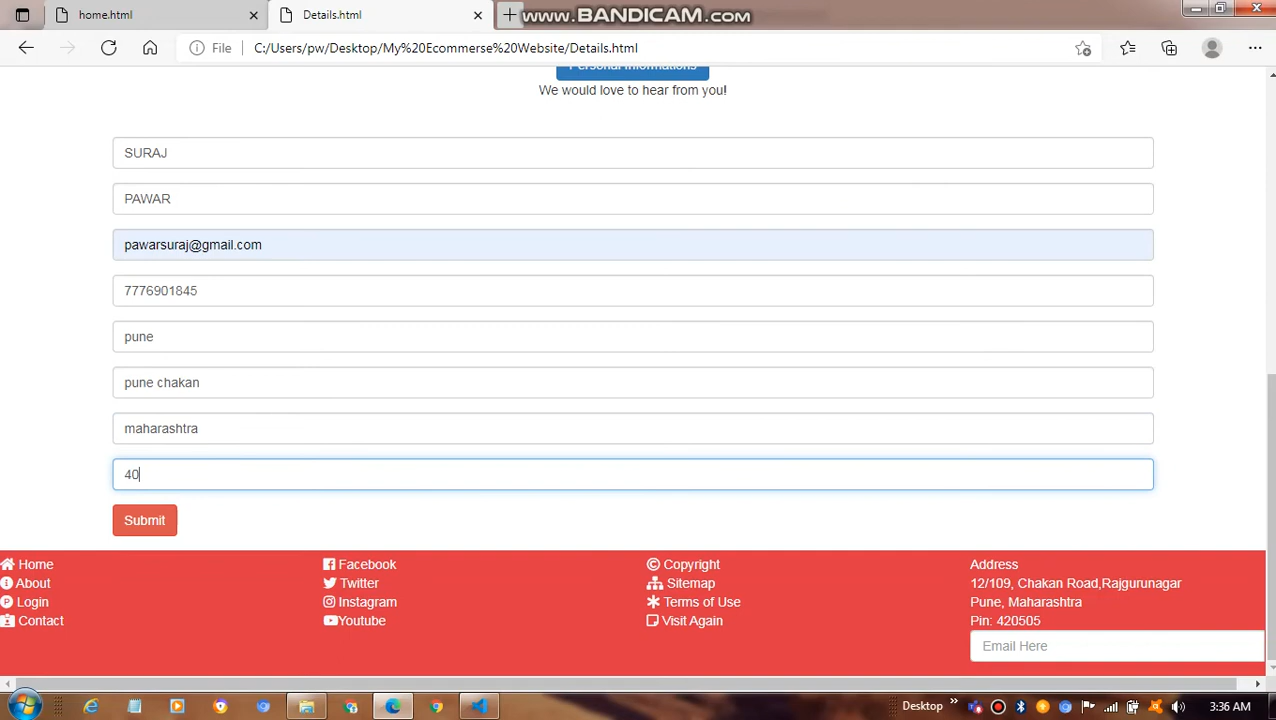 home.html
Details.html
www.BANDICAM.com
File
C:/Users/pw/Desktop/My%20Ecommerse%20Website/Details.html
Personal Informations
We would love to hear from you!
SURAJ
PAWAR
pawarsuraj@gmail.com
7776901845
pune
pune chakan
maharashtra
40
Submit
Home
About
Login
Contact
Facebook
Twitter
Instagram
Youtube
Copyright
Sitemap
Terms of Use
Visit Again
Address
12/109, Chakan Road,Rajgurunagar
Pune, Maharashtra
Pin: 420505
Email Here
Desktop
3:36 AM